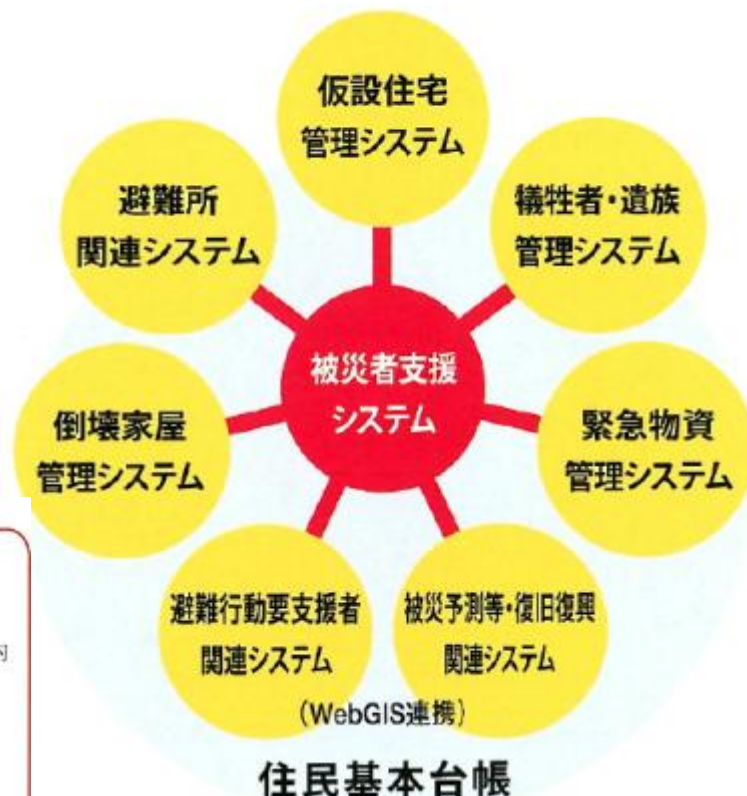 仮設住宅
管理システム
避難所
関連システム
犠牲者・遺族
管理システム
被災者支援
システム
倒壊家屋
管理システム
緊急物資
管理システム
避難行動要支援者
関連システム
被災予測等・復旧復興
関連システム
(WebGIS連携)
住民基本台帳